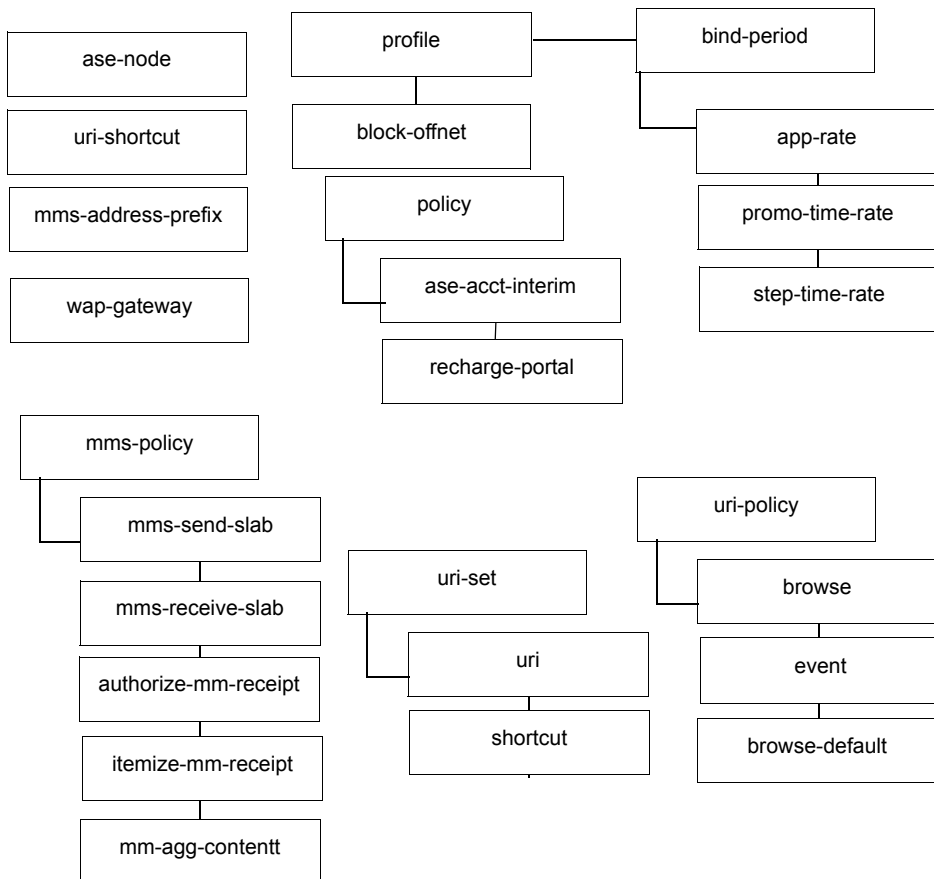 profile
bind-period
ase-node
block-offnet
uri-shortcut
app-rate
mms-address-prefix
policy
promo-time-rate
wap-gateway
ase-acct-interim
step-time-rate
recharge-portal
mms-policy
mms-send-slab
mms-receive-slab
authorize-mm-receipt
itemize-mm-receipt
mm-agg-contentt
uri-set
uri
shortcut
uri-policy
browse
event
browse-default